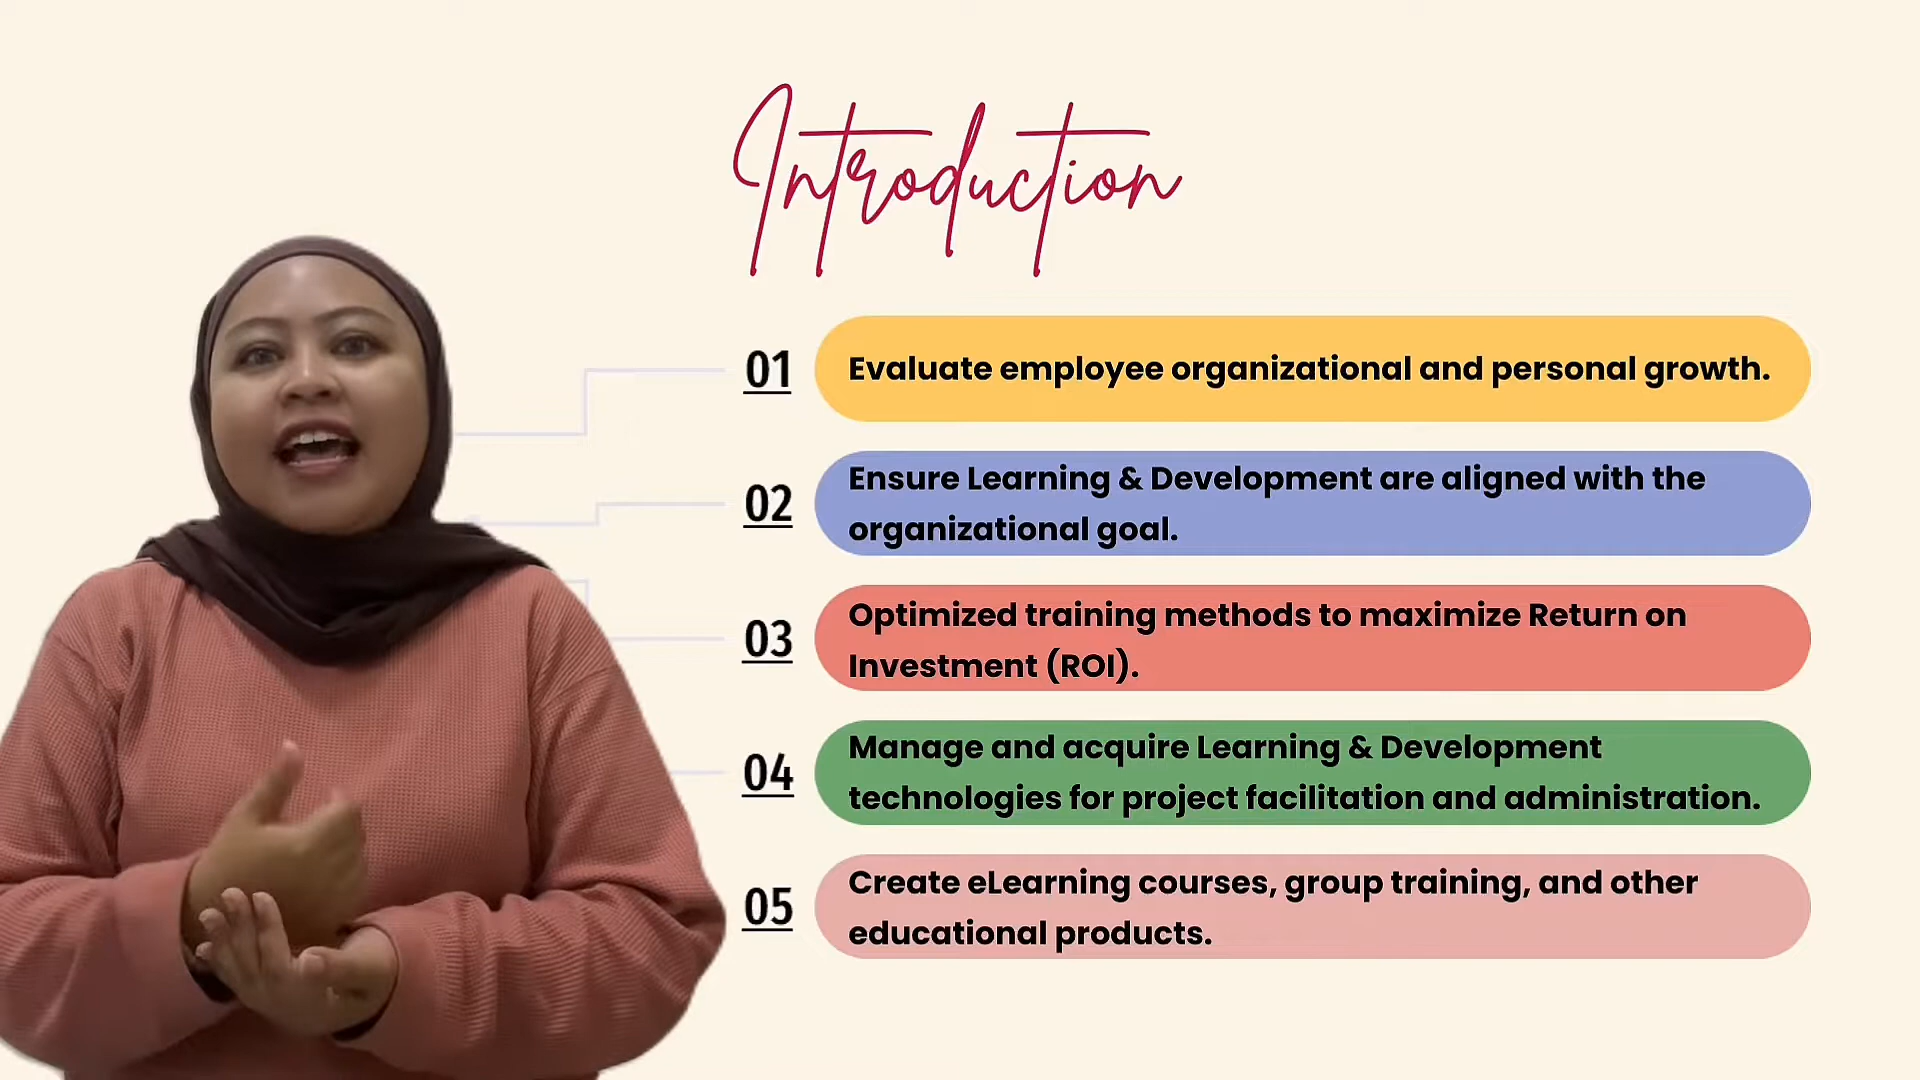 Introduction
01
Evaluate employee organizational and personal growth.
02
Ensure Learning & Development are aligned with the
organizational goal.
03
Optimized training methods to maximize Return on
Investment (ROI).
04
Manage and acquire Learning & Development
technologies for project facilitation and administration.
05
Create eLearning courses, group training, and other
educational products.